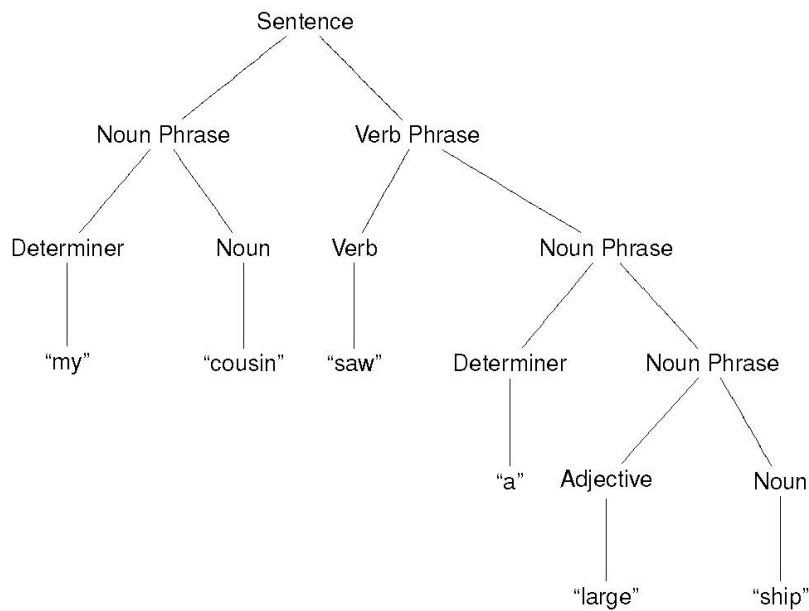 Sentence
Noun Phrase Verb Phrase
Determiner Noun Verb Noun Phrase
“my” “cousin” “saw” Determiner Noun Phrase
“a” Adjective Noun
“large” “ship”